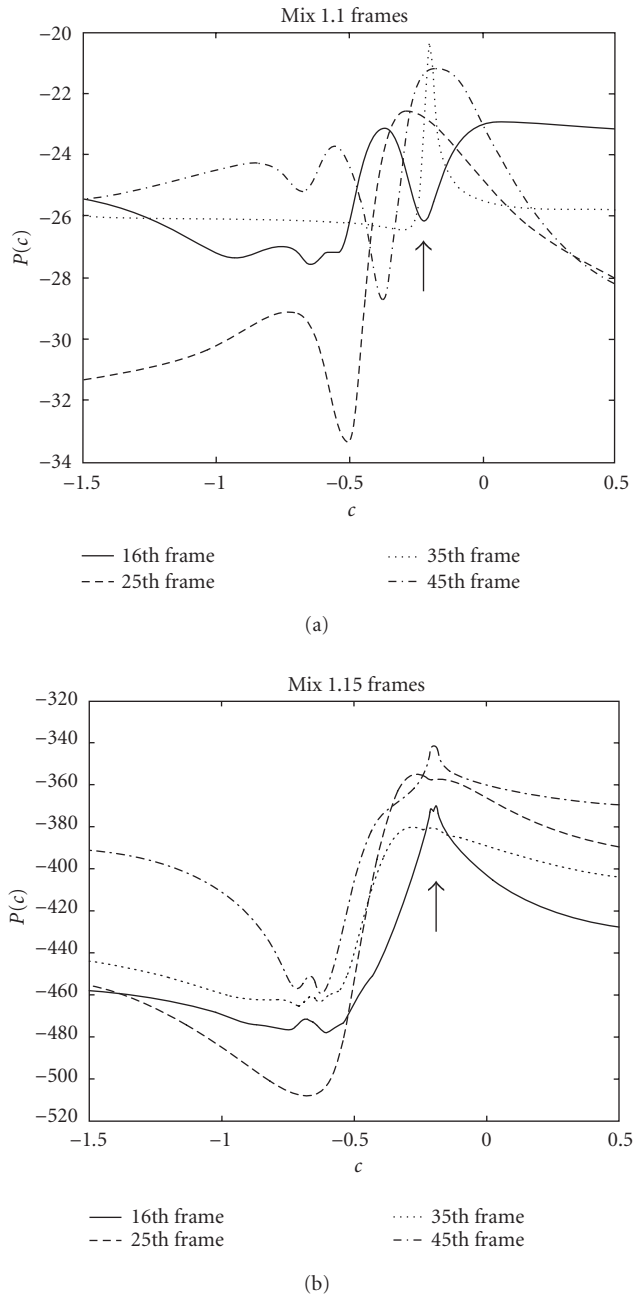 Mix 1.1 frames
−20
−22
−24
−26
−28
−30
−32
−34
P(c)
−1.5 −1 −0.5 0 0.5
c
16th frame 35th frame
25th frame 45th frame
(a)
Mix 1.15 frames
−320
−340
−360
−380
−400
−420
−440
−460
−480
−500
−520
P(c)
−1.5 −1 −0.5 0 0.5
c
16th frame 35th frame
25th frame 45th frame
(b)